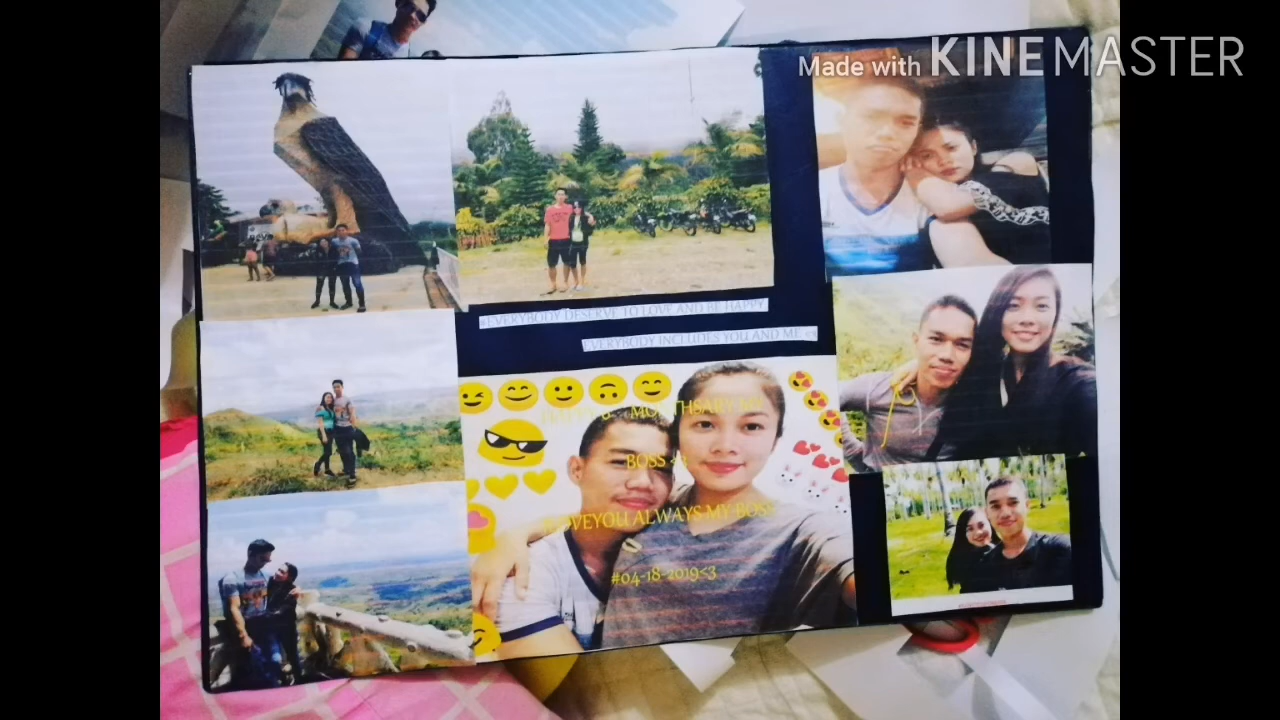 Made with KINEMASTER
EVERYBODY DESERVE TO LOVE AND BE HAPPY
EVERYBODY INCLUDES YOU AND ME
MONTHSARY
BOSS
LOVEYOU ALWAYS MY BOSS
#04-18-2019<3